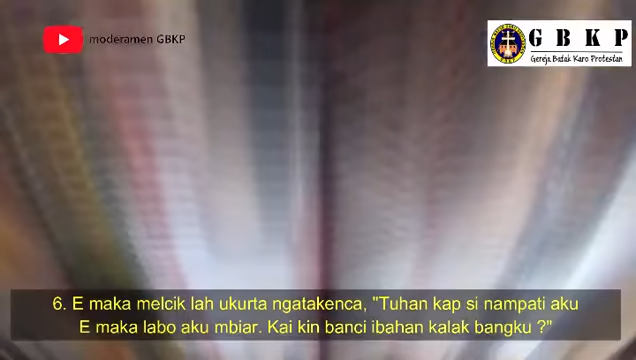 moderamen GBKP
G B K P
Gereja Batak Karo Protestan
6. E maka melcik lah ukurta ngatakenca, "Tuhan kap si nampati aku
E maka labo aku mbiar. Kai kin banci ibahan kalak bangku ?"